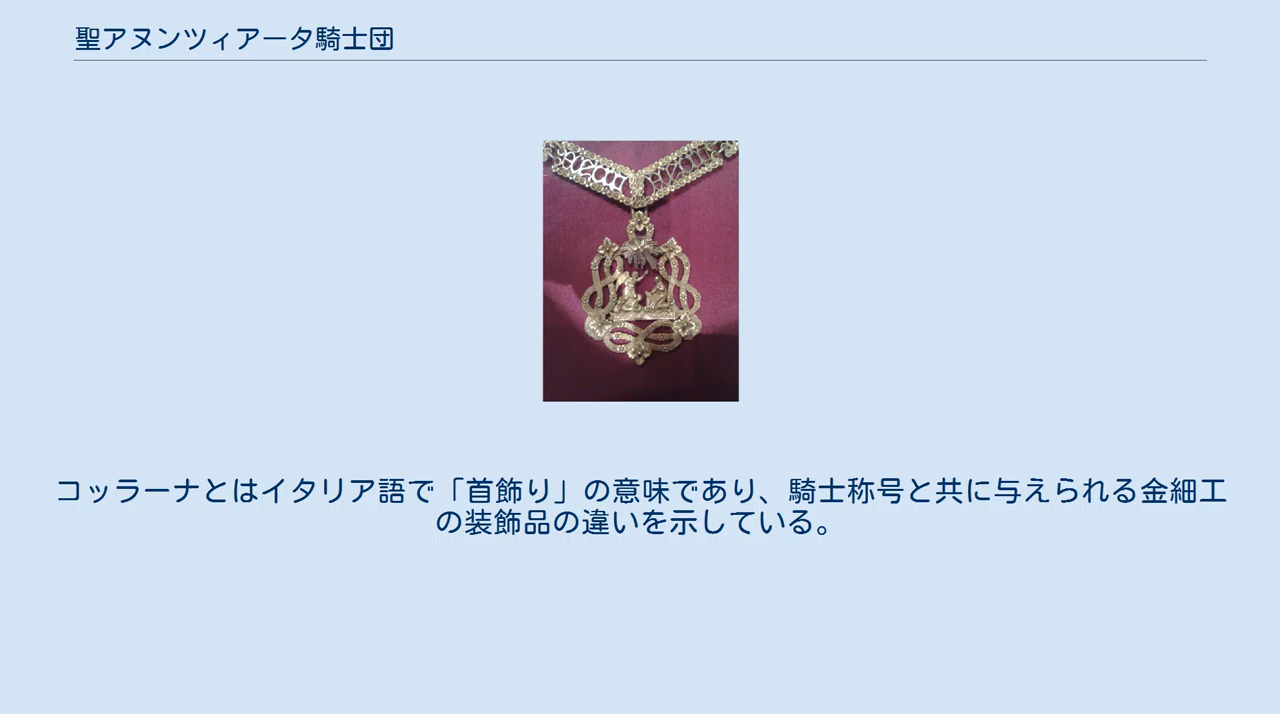 聖アヌンツィアータ騎士団
コッラーナとはイタリア語で「首飾り」の意味であり、騎士称号と共に与えられる金細工
の装飾品の違いを示している。